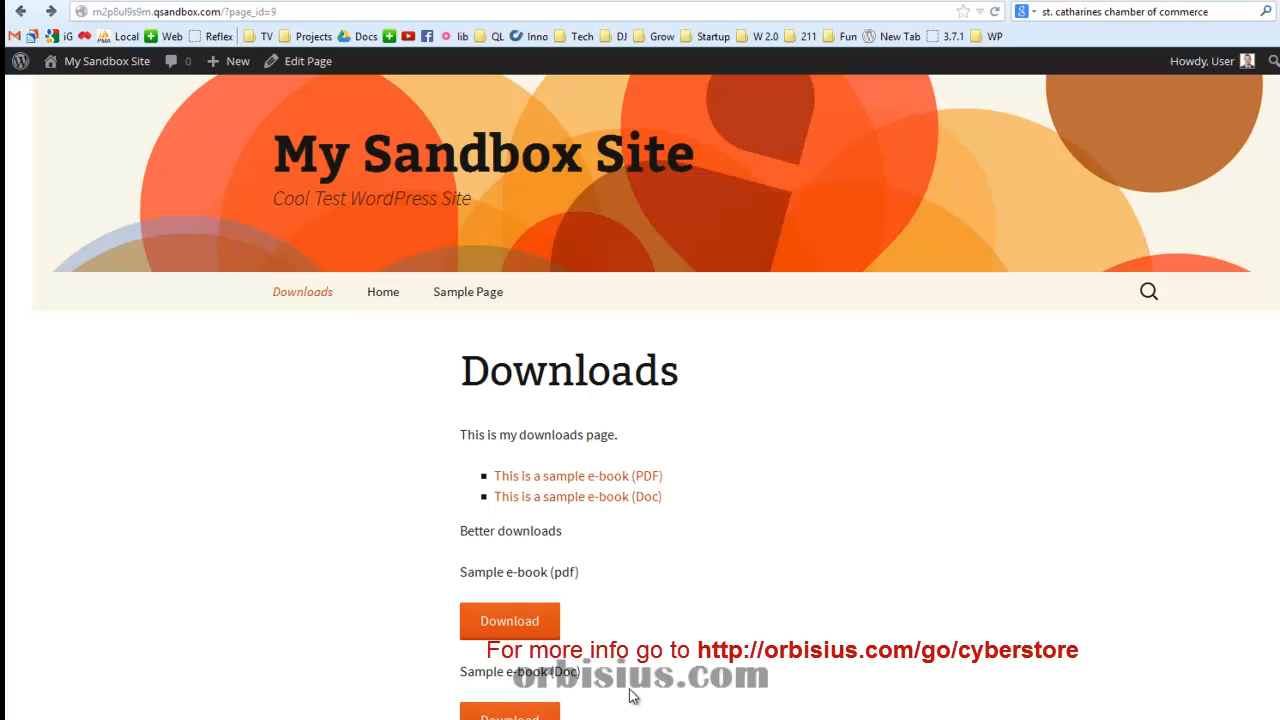 m2p8ul9s9m.qsandbox.com/?page_id=9
st. catharines chamber of commerce
iG Local Web Reflex TV Projects Docs lib QL Inno Tech DJ Grow Startup W 2.0 211 Fun New Tab 3.7.1 WP
My Sandbox Site 0 New Edit Page Howdy, User
My Sandbox Site
Cool Test WordPress Site
Downloads Home Sample Page
Downloads
This is my downloads page.
This is a sample e-book (PDF)
This is a sample e-book (Doc)
Better downloads
Sample e-book (pdf)
Download
For more info go to http://orbisius.com/go/cyberstore
Sample e-book (Doc)
orbisius.com
Download